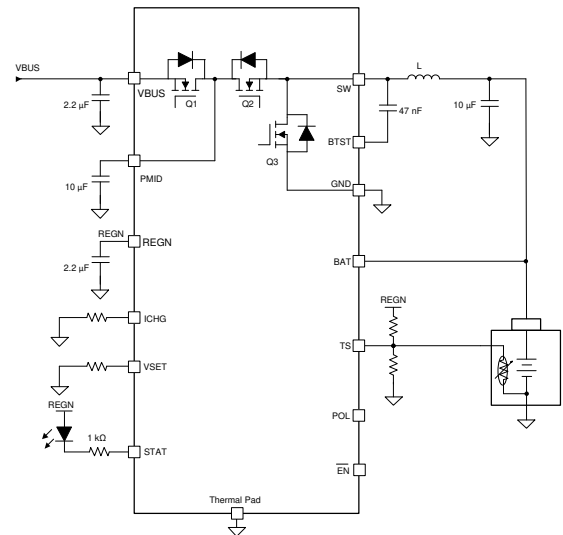 VBUS
2.2 µF
VBUS
Q1
Q2
Q3
SW
L
47 nF
10 µF
BTST
GND
10 µF
PMID
REGN
REGN
2.2 µF
BAT
ICHG
REGN
TS
VSET
REGN
1 kΩ
STAT
POL
EN
Thermal Pad